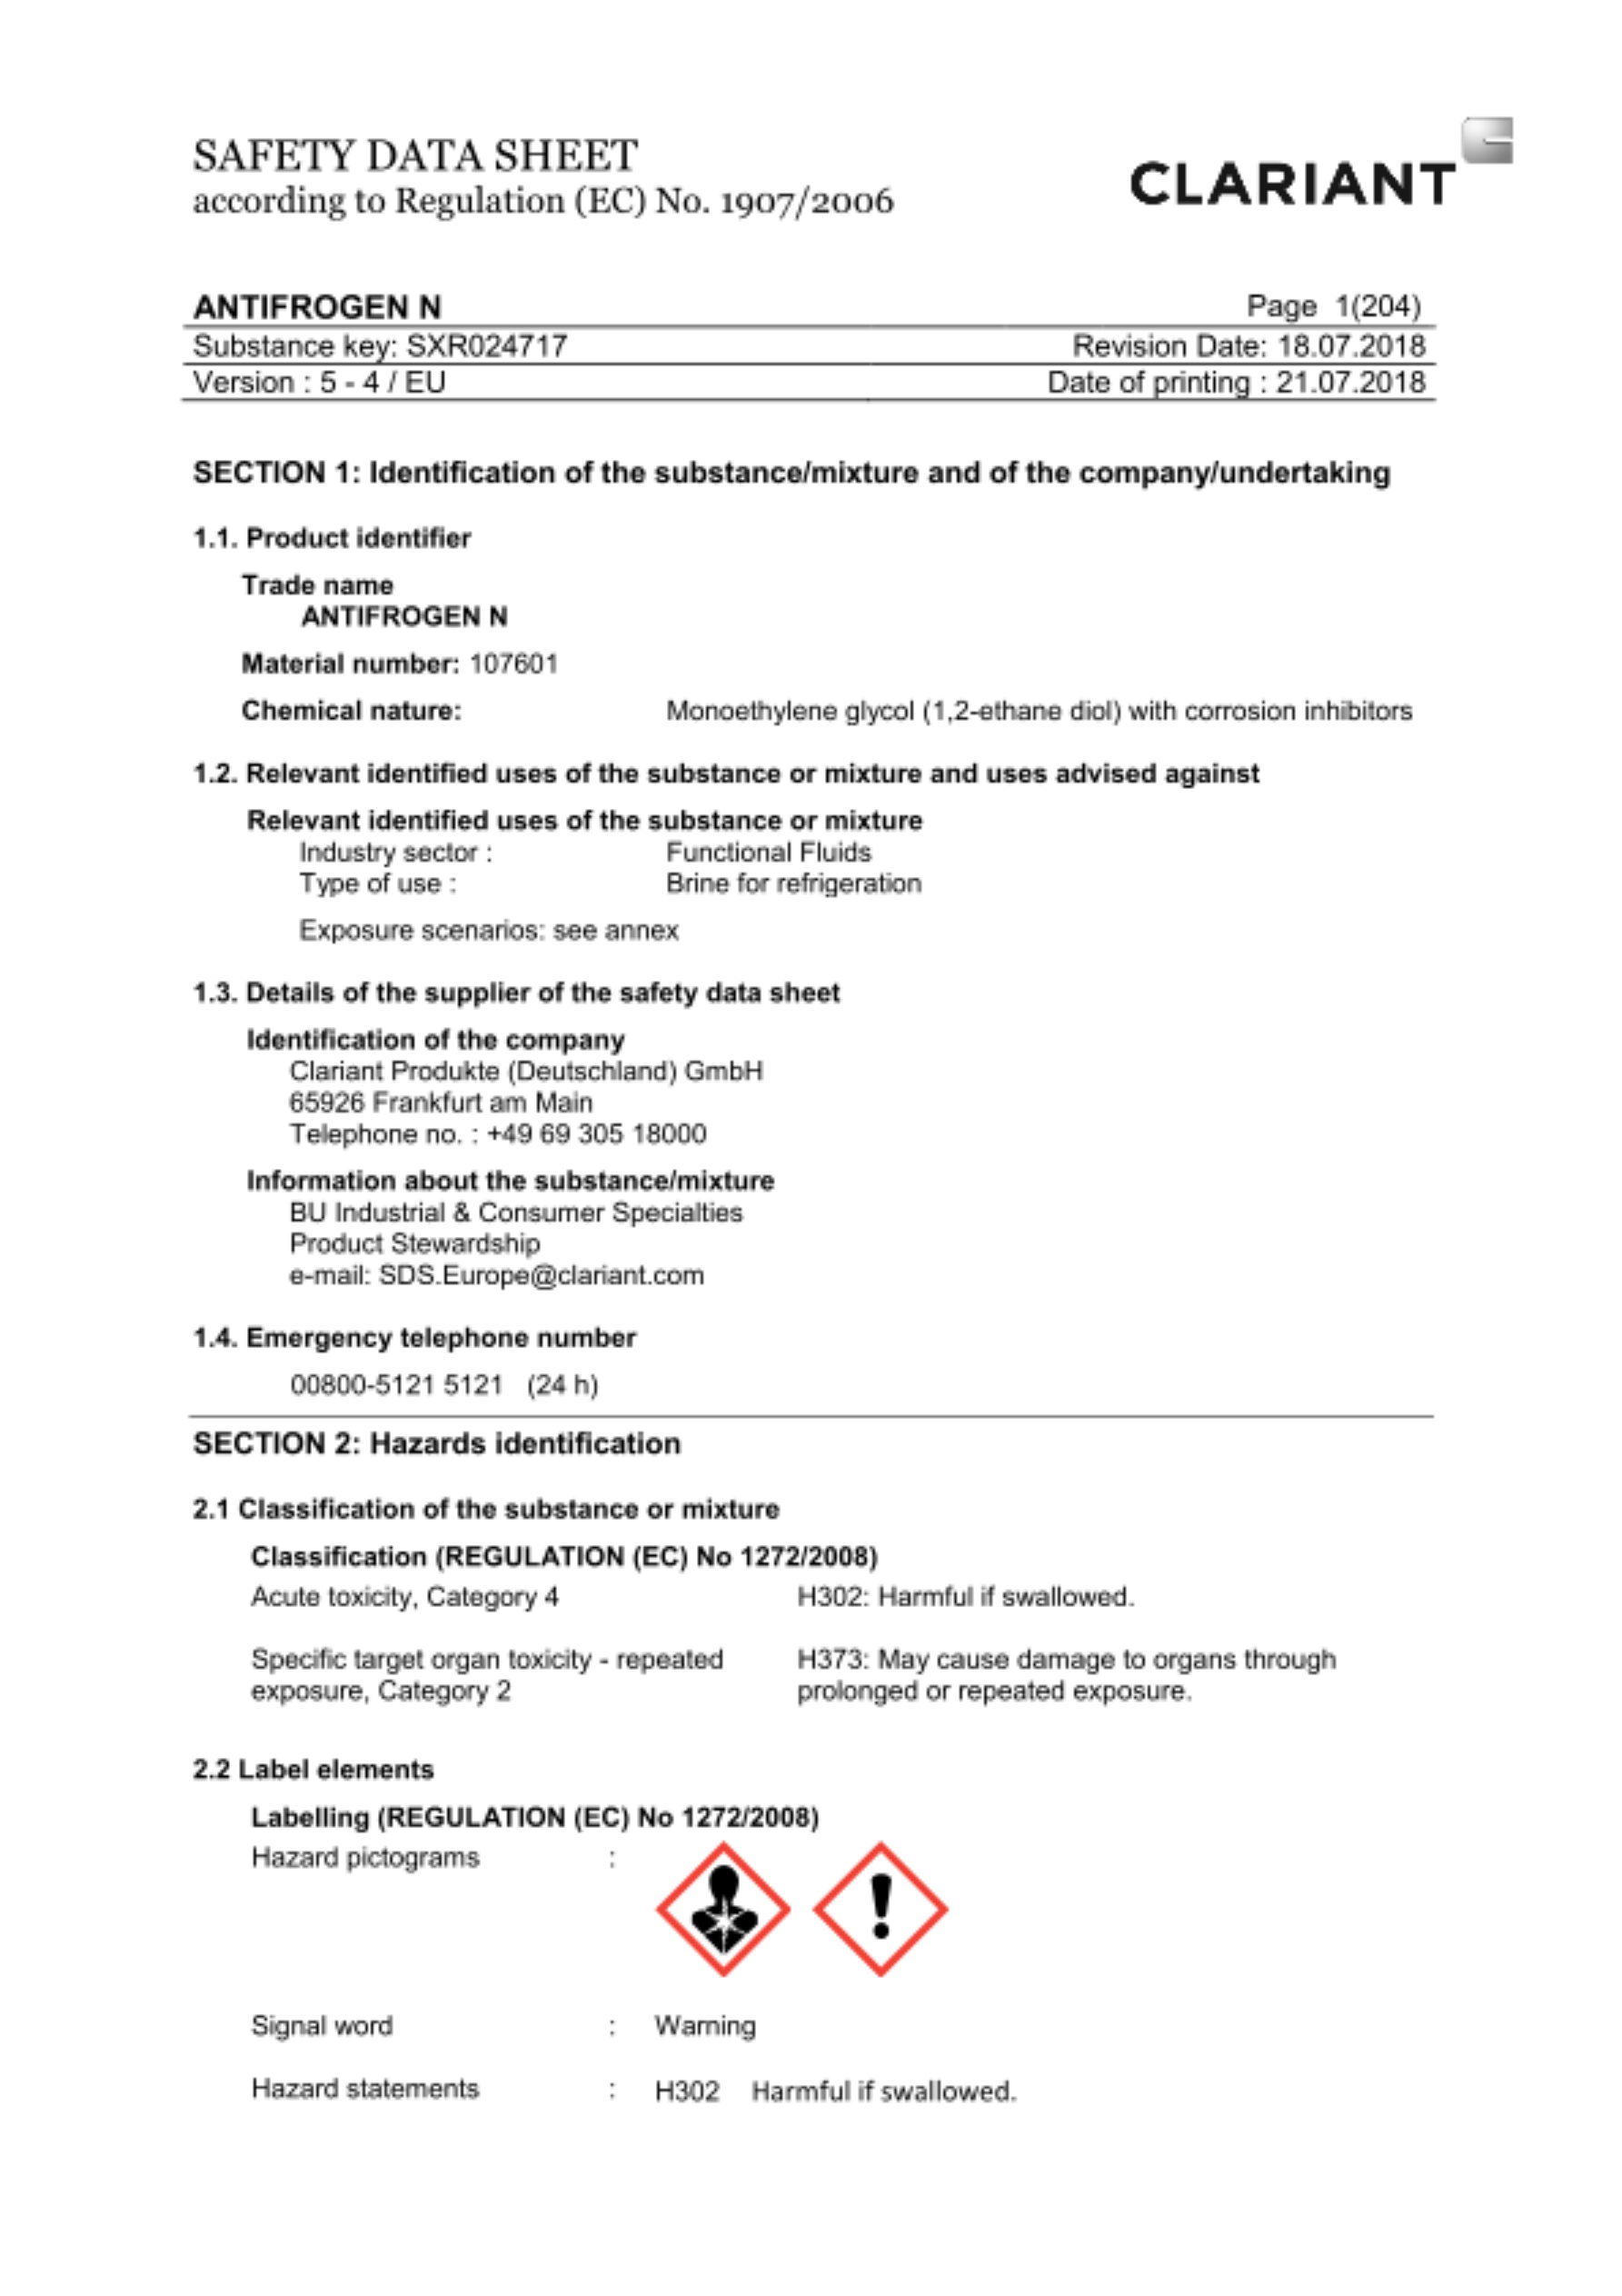 SAFETY DATA SHEET
according to Regulation (EC) No. 1907/2006
CLARIANT
ANTIFROGEN N Page 1(204)
Substance key: SXR024717 Revision Date: 18.07.2018
Version : 5 - 4 / EU Date of printing : 21.07.2018
SECTION 1: Identification of the substance/mixture and of the company/undertaking
1.1. Product identifier
Trade name
ANTIFROGEN N
Material number: 107601
Chemical nature: Monoethylene glycol (1,2-ethane diol) with corrosion inhibitors
1.2. Relevant identified uses of the substance or mixture and uses advised against
Relevant identified uses of the substance or mixture
Industry sector : Functional Fluids
Type of use : Brine for refrigeration
Exposure scenarios: see annex
1.3. Details of the supplier of the safety data sheet
Identification of the company
Clariant Produkte (Deutschland) GmbH
65926 Frankfurt am Main
Telephone no. : +49 69 305 18000
Information about the substance/mixture
BU Industrial & Consumer Specialties
Product Stewardship
e-mail: SDS.Europe@clariant.com
1.4. Emergency telephone number
00800-5121 5121 (24 h)
SECTION 2: Hazards identification
2.1 Classification of the substance or mixture
Classification (REGULATION (EC) No 1272/2008)
Acute toxicity, Category 4 H302: Harmful if swallowed.
Specific target organ toxicity - repeated H373: May cause damage to organs through
exposure, Category 2 prolonged or repeated exposure.
2.2 Label elements
Labelling (REGULATION (EC) No 1272/2008)
Hazard pictograms :
Signal word : Warning
Hazard statements : H302 Harmful if swallowed.